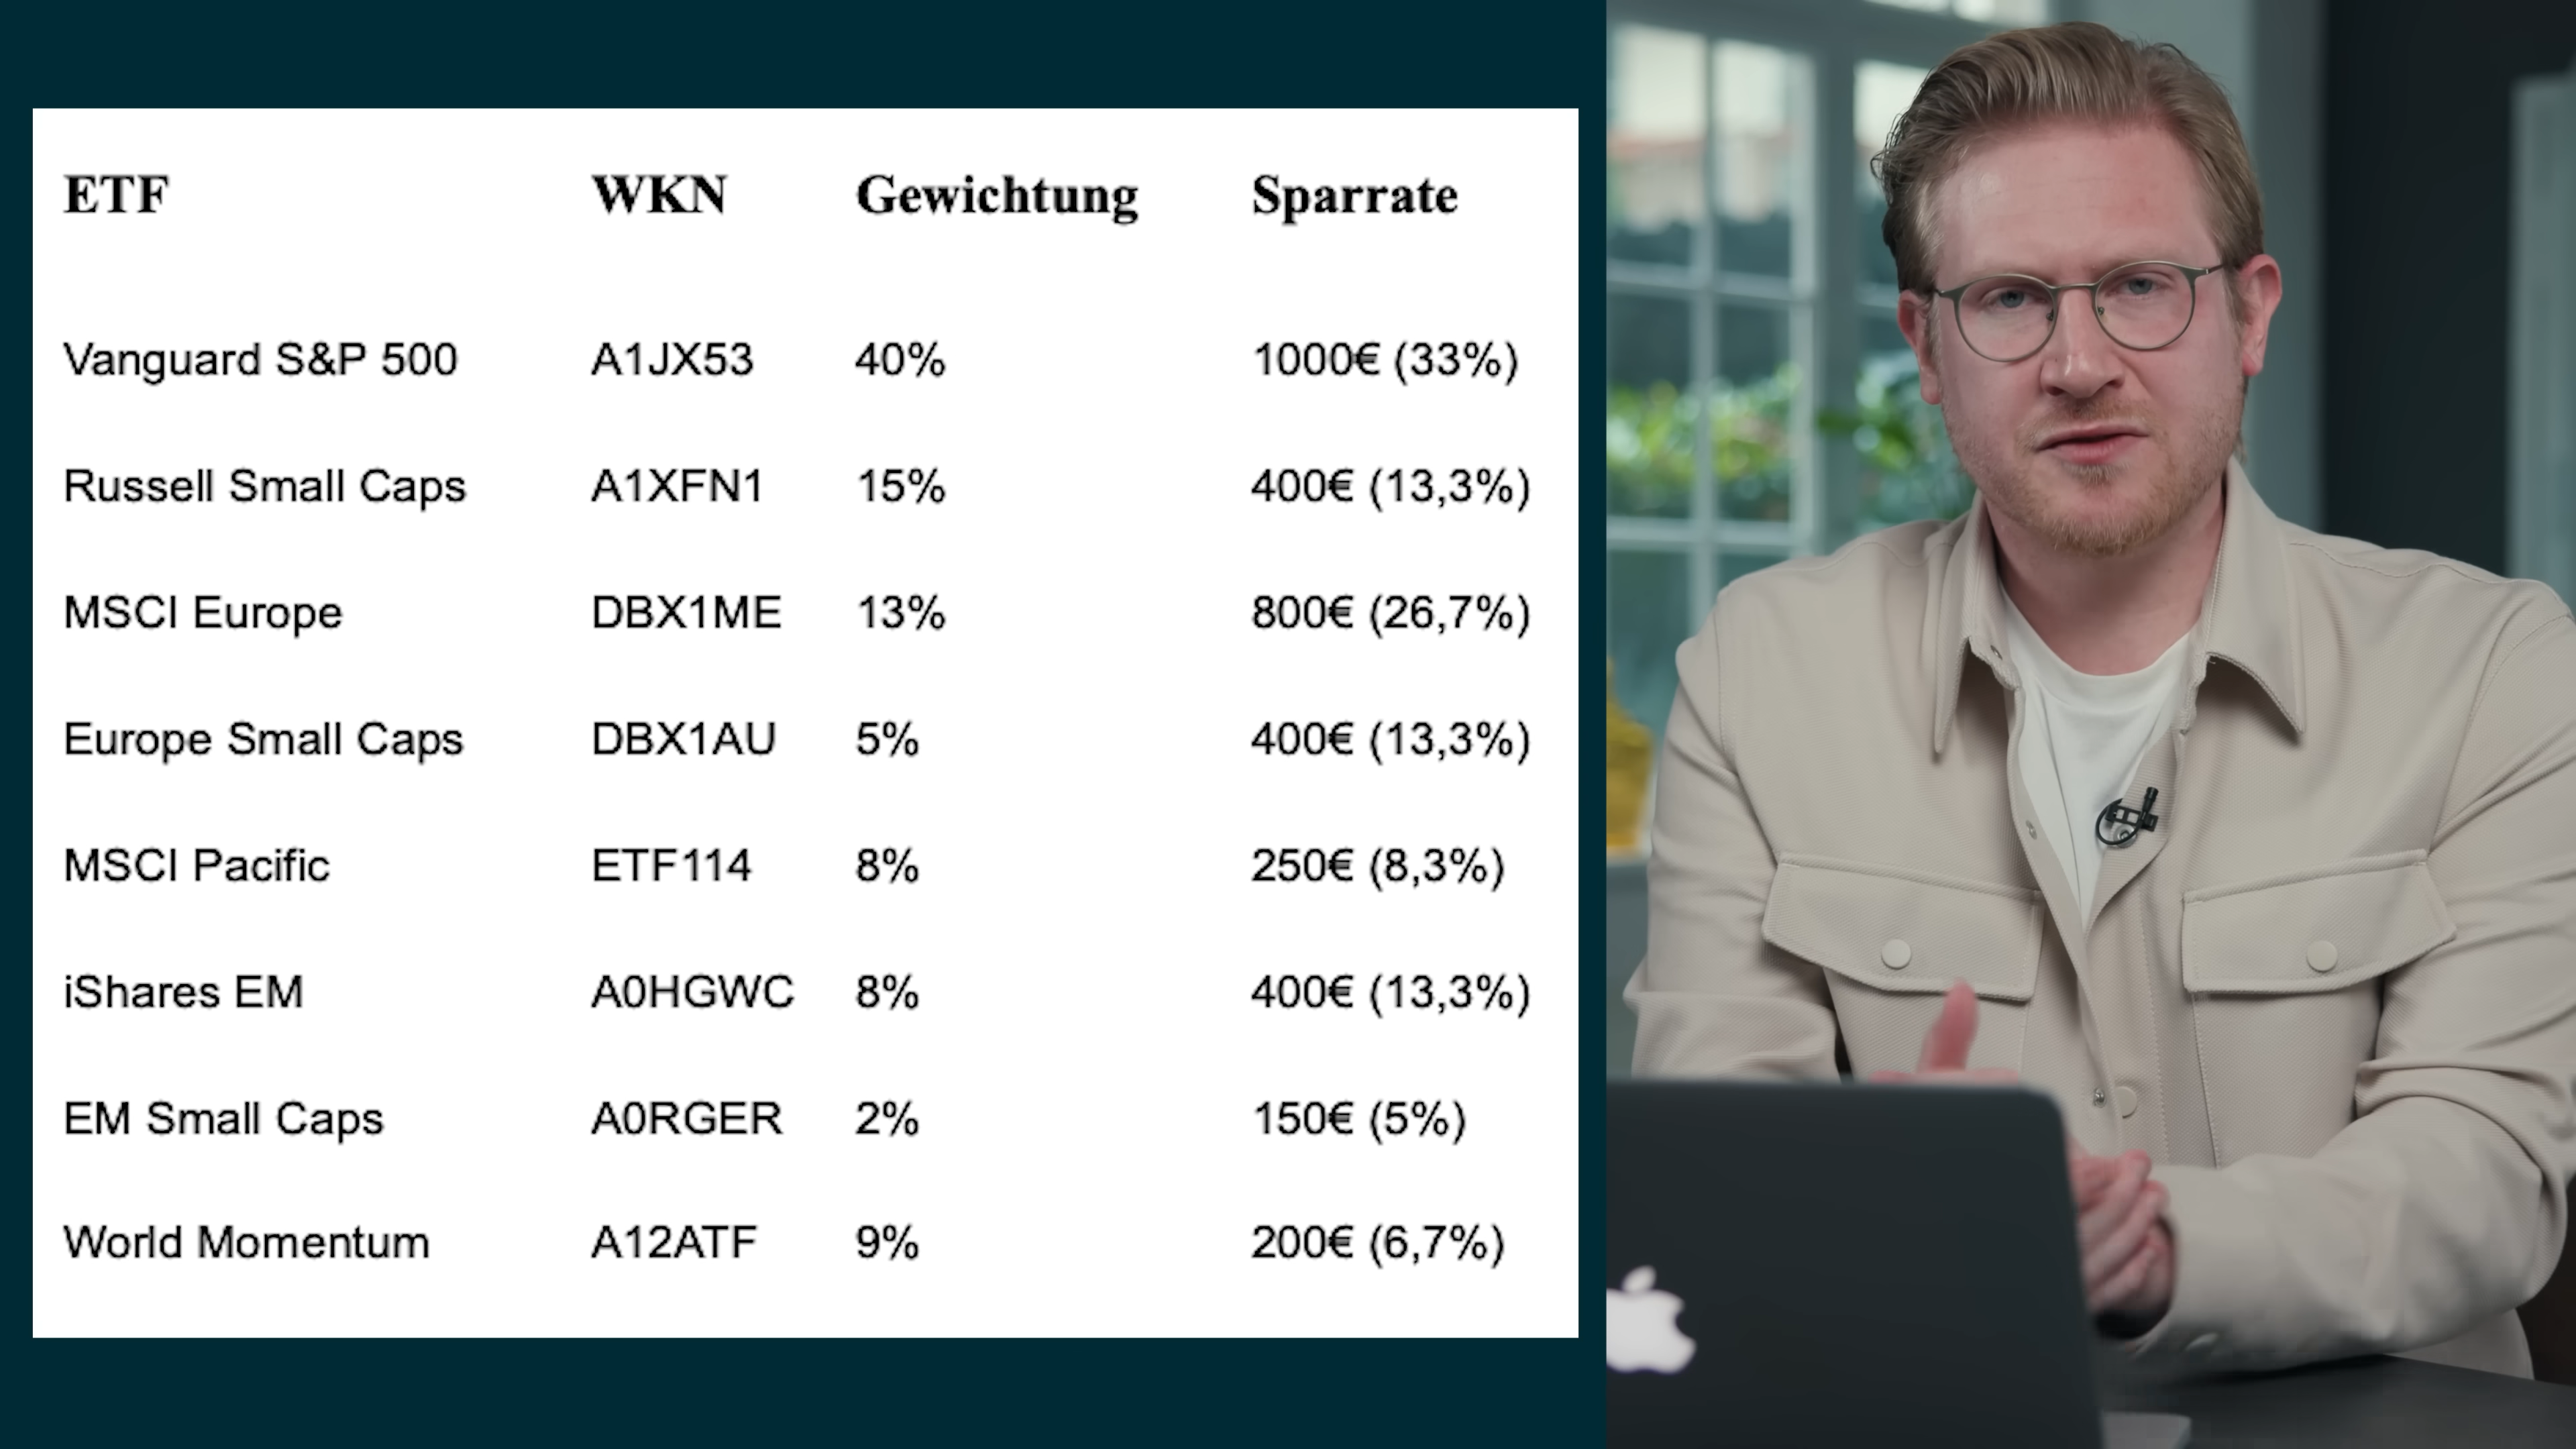 ETF WKN Gewichtung Sparrate
Vanguard S&P 500 A1JX53 40% 1000€ (33%)
Russell Small Caps A1XFN1 15% 400€ (13,3%)
MSCI Europe DBX1ME 13% 800€ (26,7%)
Europe Small Caps DBX1AU 5% 400€ (13,3%)
MSCI Pacific ETF114 8% 250€ (8,3%)
iShares EM A0HGWC 8% 400€ (13,3%)
EM Small Caps A0RGER 2% 150€ (5%)
World Momentum A12ATF 9% 200€ (6,7%)